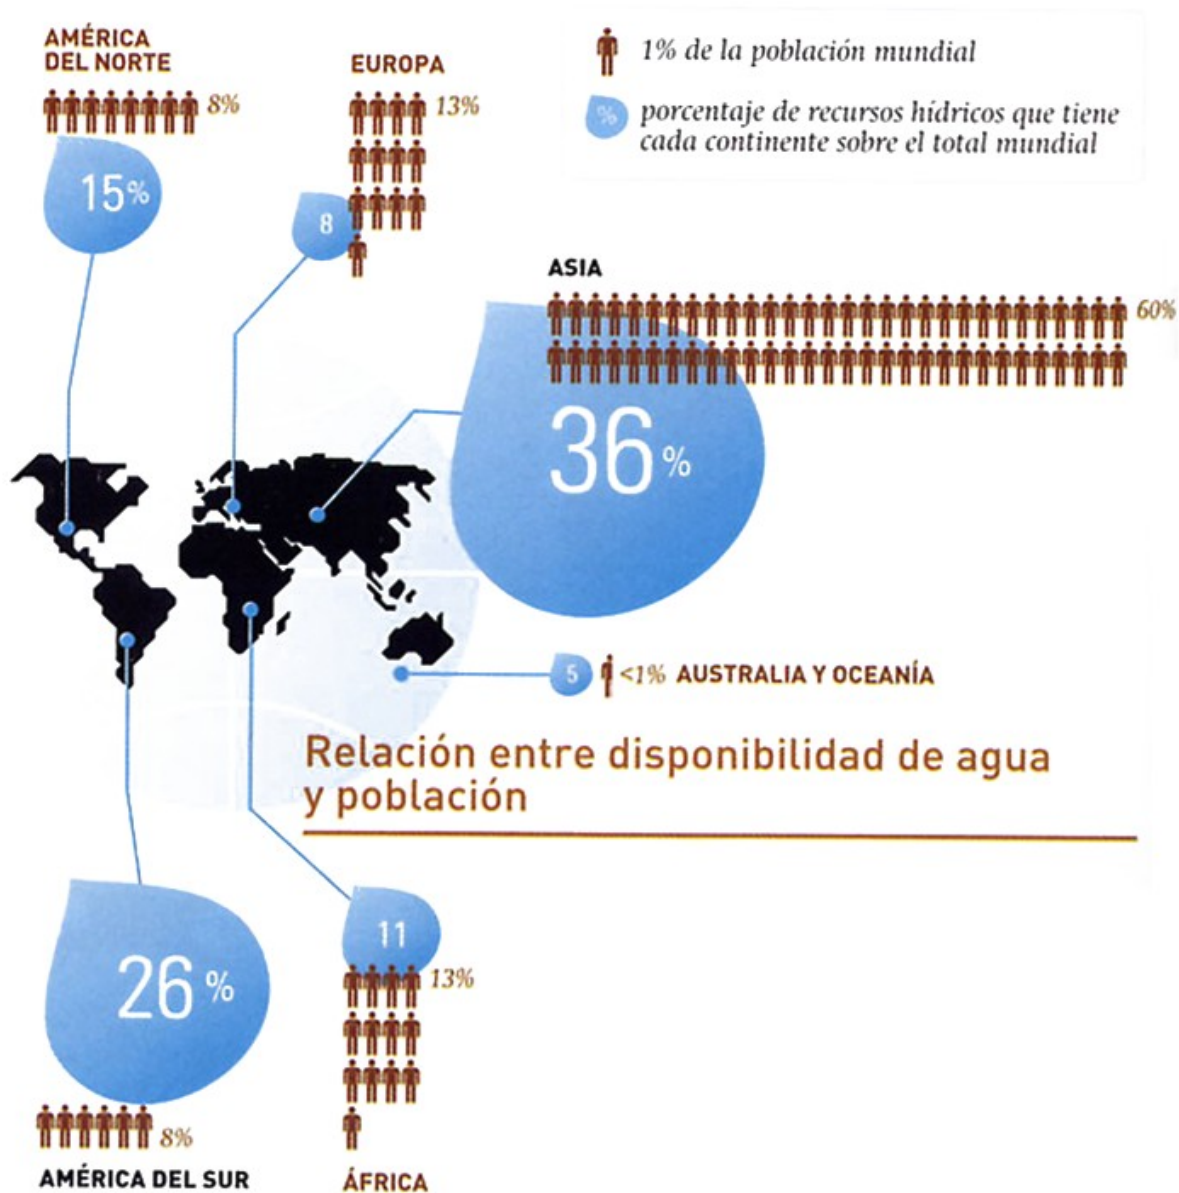 AMÉRICA
DEL NORTE
8%
15%
EUROPA
13%
8
1% de la población mundial
%
porcentaje de recursos hídricos que tiene
cada continente sobre el total mundial
ASIA
60%
36%
5
<1% AUSTRALIA Y OCEANÍA
Relación entre disponibilidad de agua
y población
26%
8%
AMÉRICA DEL SUR
11
13%
ÁFRICA